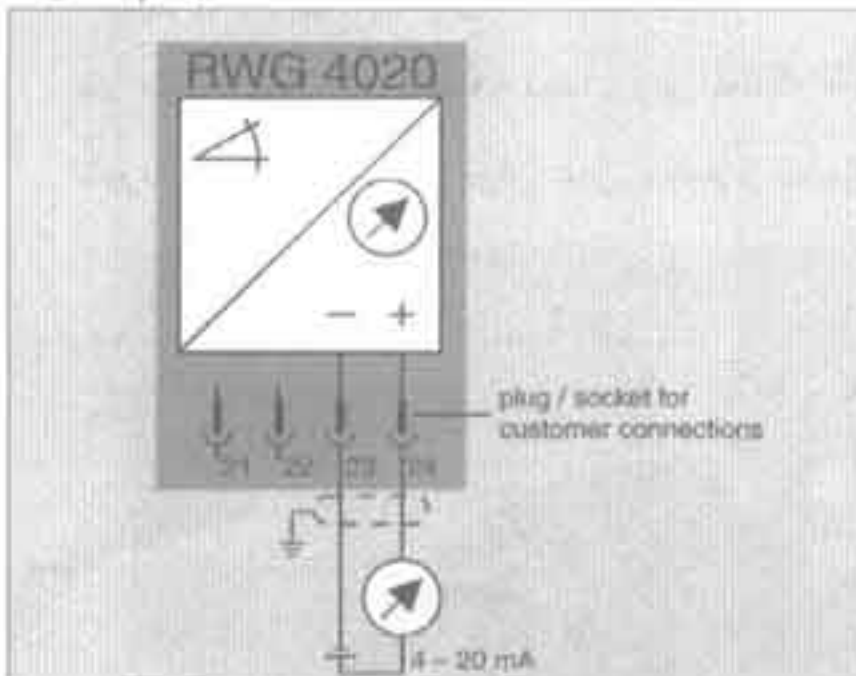 RWG 4020
− +
plug / socket for
customer connections
21 22 23 24
4 – 20 mA